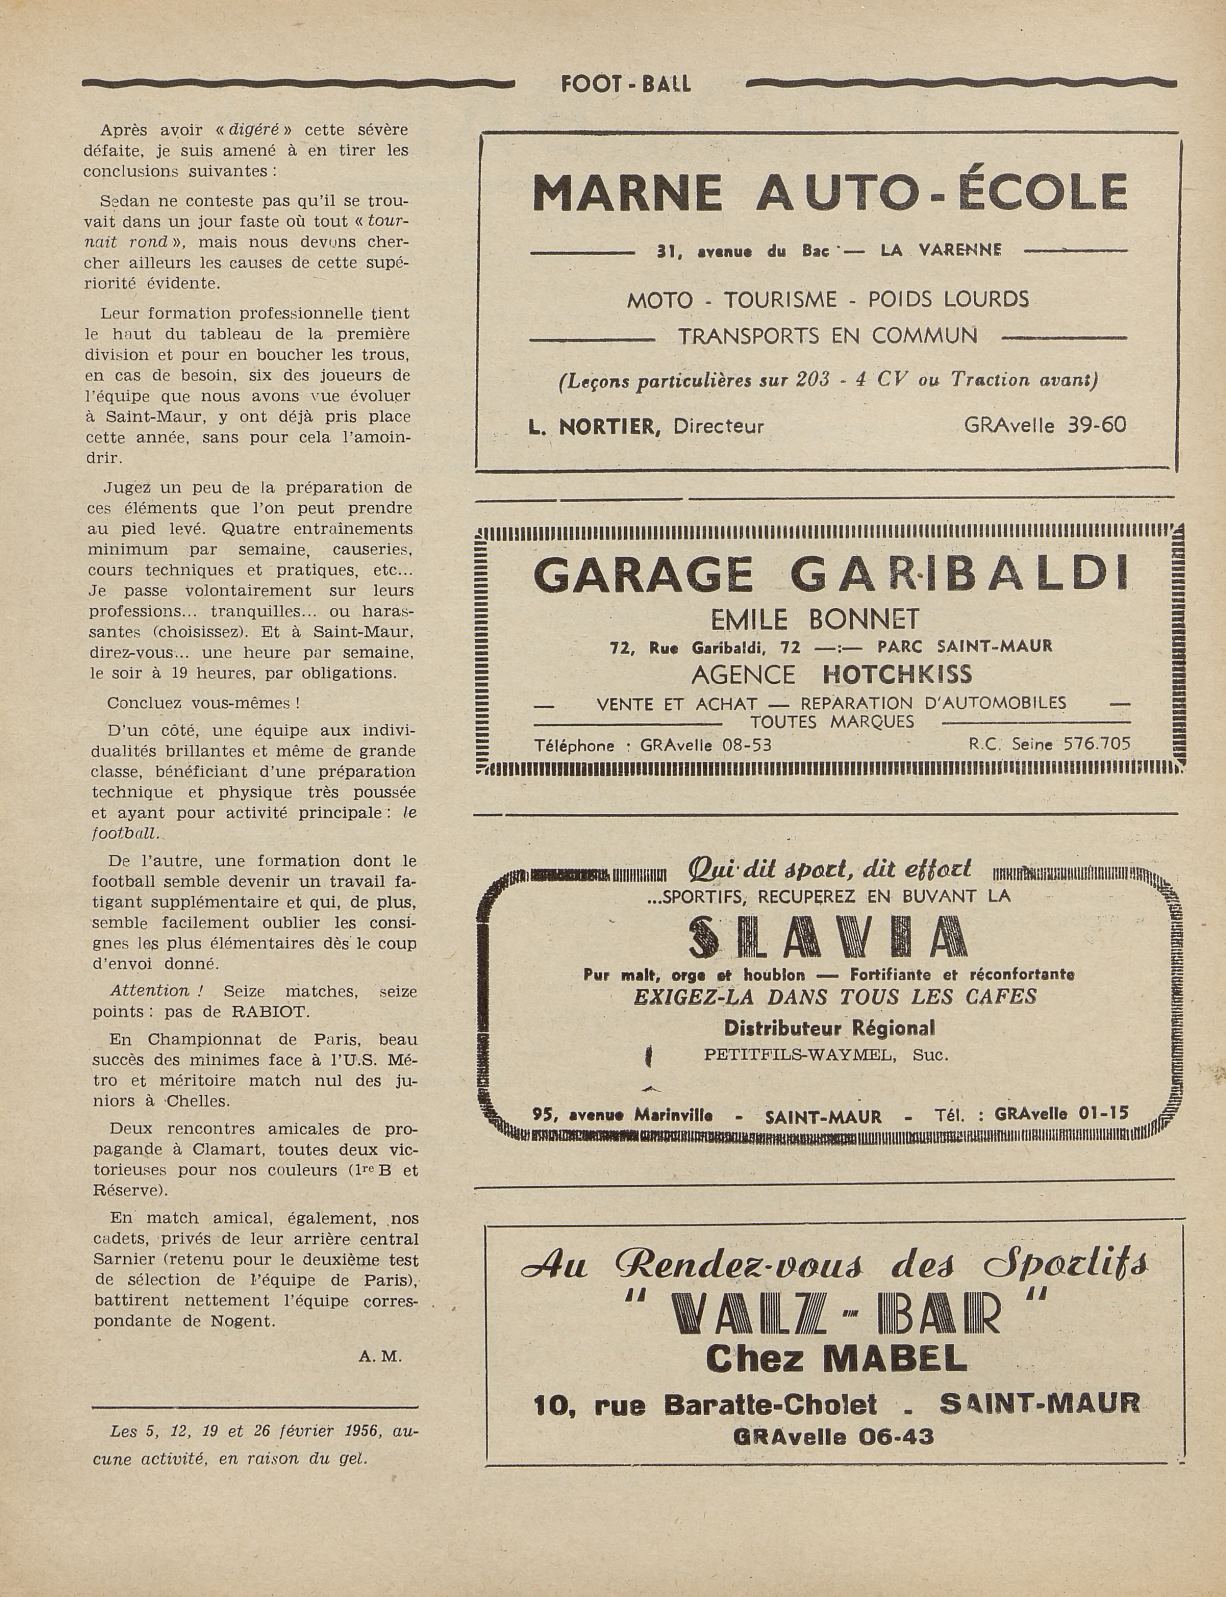 FOOT - BALL
Après avoir « digéré » cette sévère
défaite, je suis amené à en tirer les
conclusions suivantes :
Sedan ne conteste pas qu'il se trou-
vait dans un jour faste où tout « tour-
nait rond », mais nous devons cher-
cher ailleurs les causes de cette supé-
riorité évidente.
Leur formation professionnelle tient
le haut du tableau de la première
division et pour en boucher les trous,
en cas de besoin, six des joueurs de
l'équipe que nous avons vue évoluer
à Saint-Maur, y ont déjà pris place
cette année, sans pour cela l'amoin-
drir.
Jugez un peu de la préparation de
ces éléments que l'on peut prendre
au pied levé. Quatre entraînements
minimum par semaine, causeries,
cours techniques et pratiques, etc...
Je passe volontairement sur leurs
professions... tranquilles... ou haras-
santes (choisissez). Et à Saint-Maur,
direz-vous... une heure par semaine,
le soir à 19 heures, par obligations.
Concluez vous-mêmes !
D'un côté, une équipe aux indivi-
dualités brillantes et même de grande
classe, bénéficiant d'une préparation
technique et physique très poussée
et ayant pour activité principale : le
football.
De l'autre, une formation dont le
football semble devenir un travail fa-
tigant supplémentaire et qui, de plus,
semble facilement oublier les consi-
gnes les plus élémentaires dès le coup
d'envoi donné.
Attention ! Seize matches, seize
points : pas de RABIOT.
En Championnat de Paris, beau
succès des minimes face à l'U.S. Mé-
tro et méritoire match nul des ju-
niors à Chelles.
Deux rencontres amicales de pro-
pagande à Clamart, toutes deux vic-
torieuses pour nos couleurs (1re B et
Réserve).
En match amical, également, nos
cadets, privés de leur arrière central
Sarnier (retenu pour le deuxième test
de sélection de l'équipe de Paris),
battirent nettement l'équipe corres-
pondante de Nogent.
A. M.
Les 5, 12, 19 et 26 février 1956, au-
cune activité, en raison du gel.
MARNE AUTO-ÉCOLE
31, avenue du Bac — LA VARENNE
MOTO - TOURISME - POIDS LOURDS
TRANSPORTS EN COMMUN
(Leçons particulières sur 203 - 4 CV ou Traction avant)
L. NORTIER, Directeur GRAvelle 39-60
GARAGE GARIBALDI
EMILE BONNET
72, Rue Garibaldi, 72 —:— PARC SAINT-MAUR
AGENCE HOTCHKISS
— VENTE ET ACHAT — REPARATION D'AUTOMOBILES —
TOUTES MARQUES
Téléphone : GRAvelle 08-53 R.C. Seine 576.705
Qui dit sport, dit effort
...SPORTIFS, RECUPEREZ EN BUVANT LA
SLAVIA
Pur malt, orge et houblon — Fortifiante et réconfortante
EXIGEZ-LA DANS TOUS LES CAFES
Distributeur Régional
PETITFILS-WAYMEL, Suc.
95, avenue Marinville - SAINT-MAUR - Tél. : GRAvelle 01-15
Au Rendez-vous des Sportifs
" VALZ-BAR "
Chez MABEL
10, rue Baratte-Cholet - SAINT-MAUR
GRAvelle 06-43